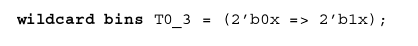 wildcard bins T0_3 = (2’b0x => 2’b1x);